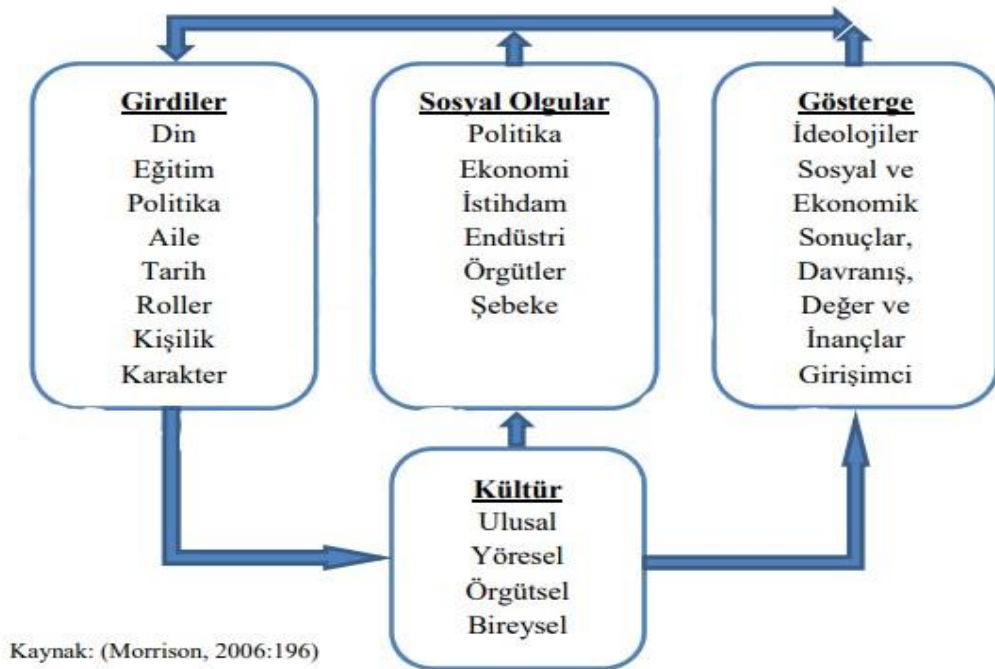 Girdiler
Din
Eğitim
Politika
Aile
Tarih
Roller
Kişilik
Karakter
Sosyal Olgular
Politika
Ekonomi
İstihdam
Endüstri
Örgütler
Şebeke
Gösterge
İdeolojiler
Sosyal ve
Ekonomik
Sonuçlar,
Davranış,
Değer ve
İnançlar
Girişimci
Kültür
Ulusal
Yöresel
Örgütsel
Bireysel
Kaynak: (Morrison, 2006:196)